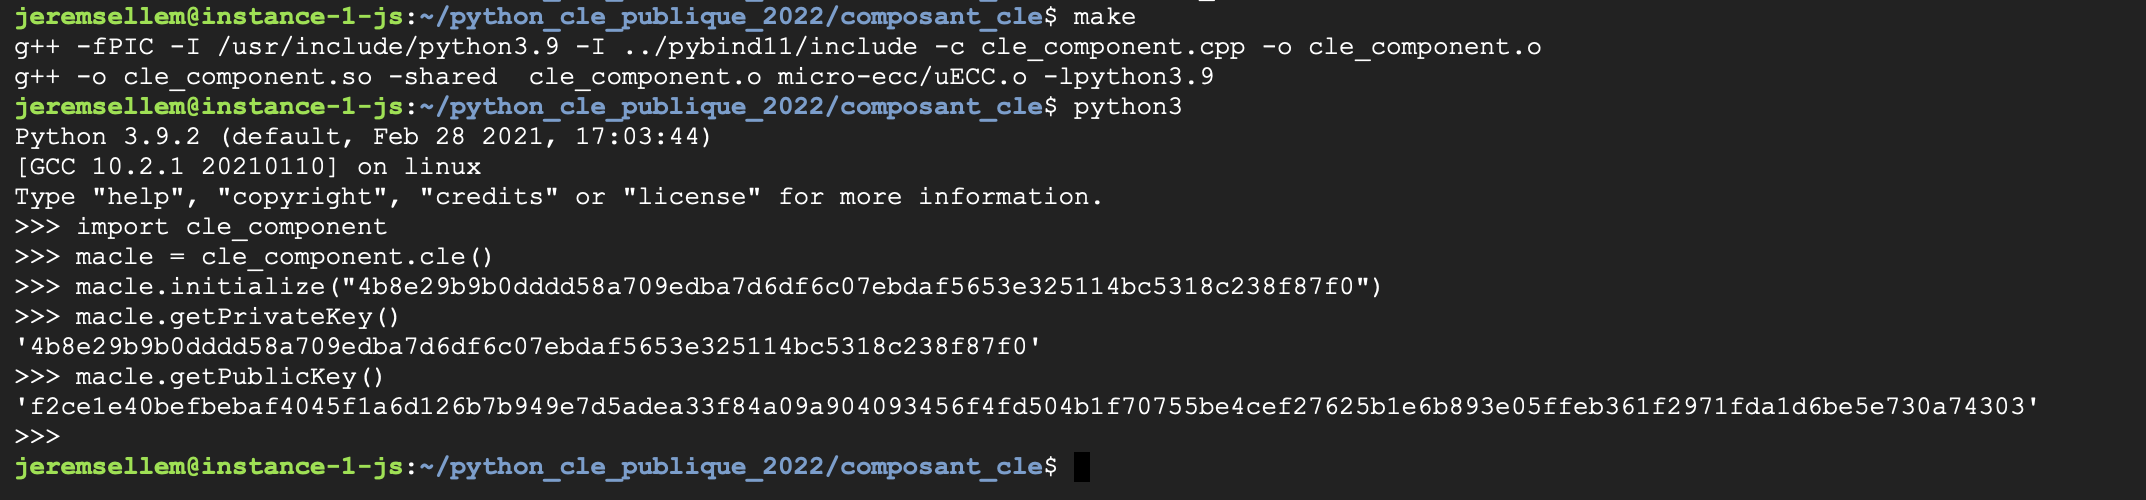 jeremsellem@instance-1-js:~/python_cle_publique_2022/composant_cle$ make
g++ -fPIC -I /usr/include/python3.9 -I ../pybind11/include -c cle_component.cpp -o cle_component.o
g++ -o cle_component.so -shared  cle_component.o micro-ecc/uECC.o -lpython3.9
jeremsellem@instance-1-js:~/python_cle_publique_2022/composant_cle$ python3
Python 3.9.2 (default, Feb 28 2021, 17:03:44)
[GCC 10.2.1 20210110] on linux
Type "help", "copyright", "credits" or "license" for more information.
>>> import cle_component
>>> macle = cle_component.cle()
>>> macle.initialize("4b8e29b9b0dddd58a709edba7d6df6c07ebdaf5653e325114bc5318c238f87f0")
>>> macle.getPrivateKey()
'4b8e29b9b0dddd58a709edba7d6df6c07ebdaf5653e325114bc5318c238f87f0'
>>> macle.getPublicKey()
'f2ce1e40befbebaf4045f1a6d126b7b949e7d5adea33f84a09a904093456f4fd504b1f70755be4cef27625b1e6b893e05ffeb361f2971fda1d6be5e730a74303'
>>>
jeremsellem@instance-1-js:~/python_cle_publique_2022/composant_cle$